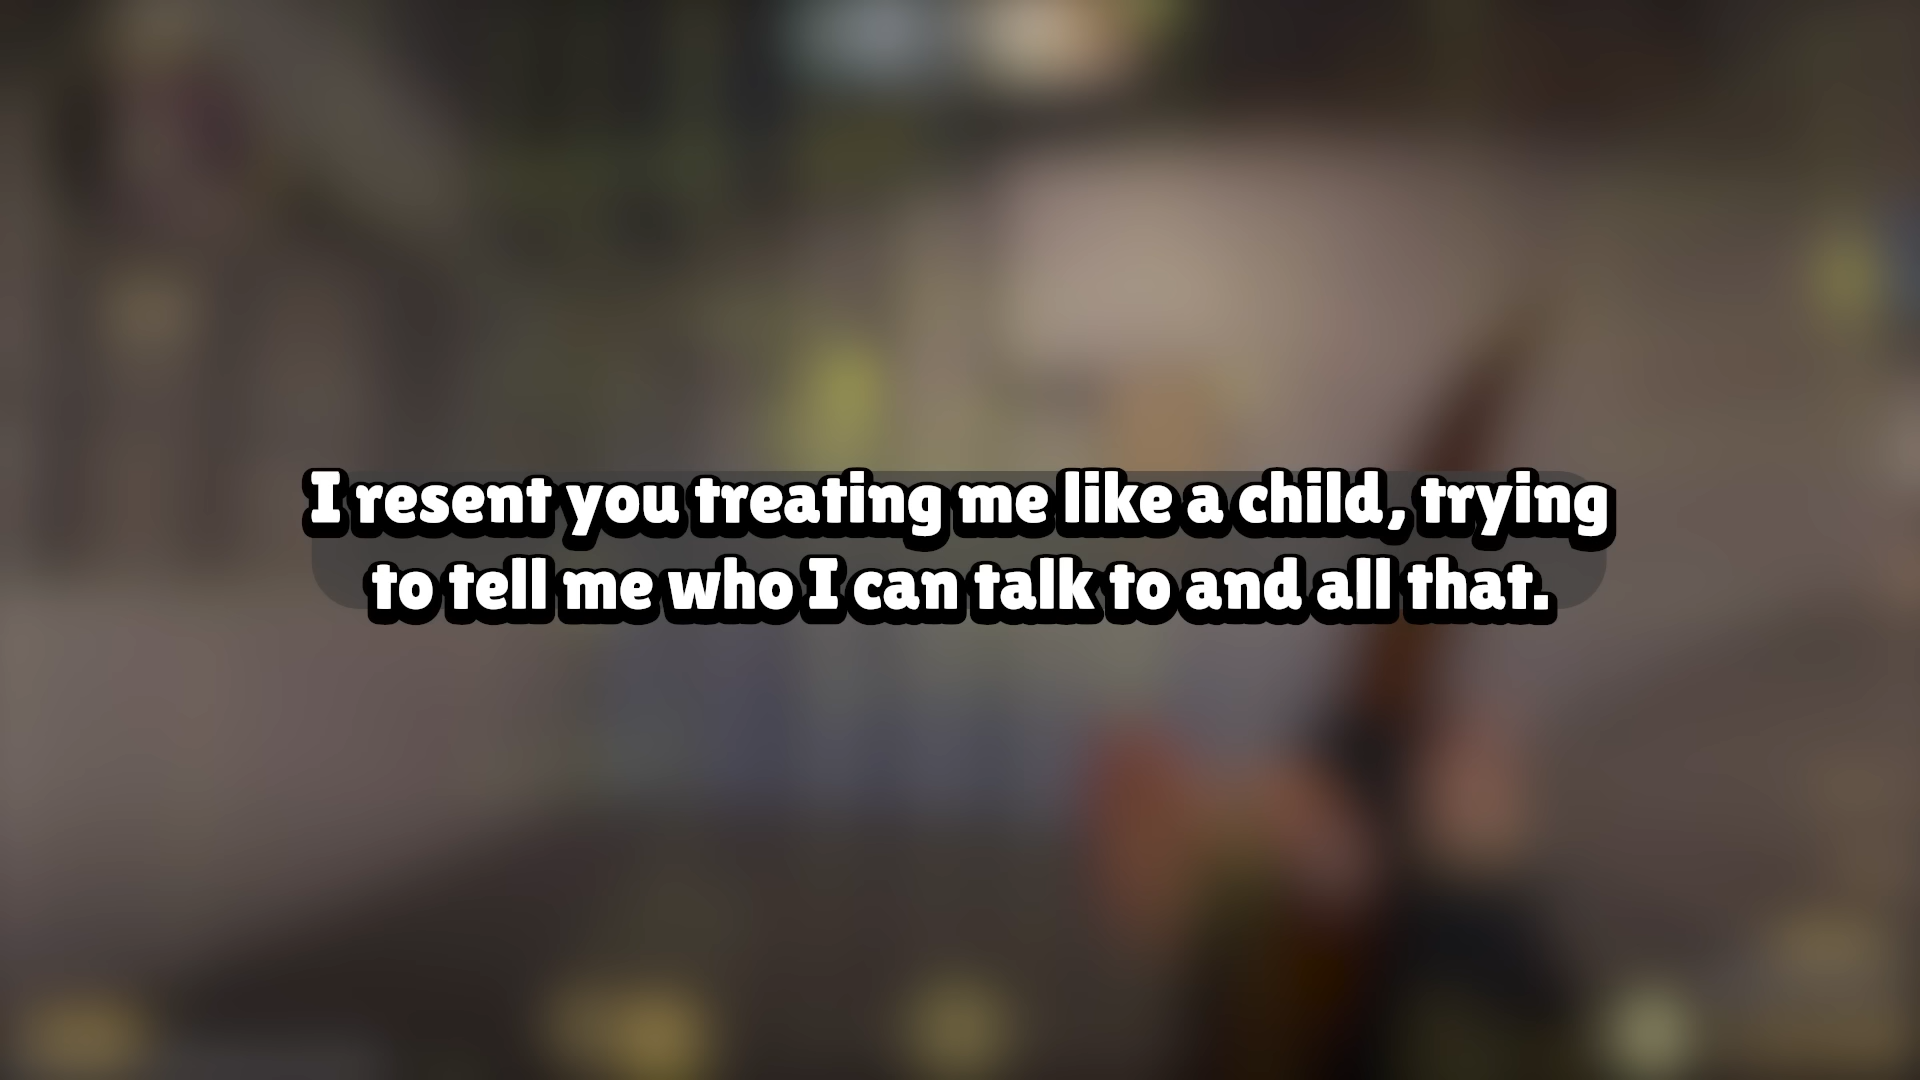 I resent you treating me like a child, trying
to tell me who I can talk to and all that.